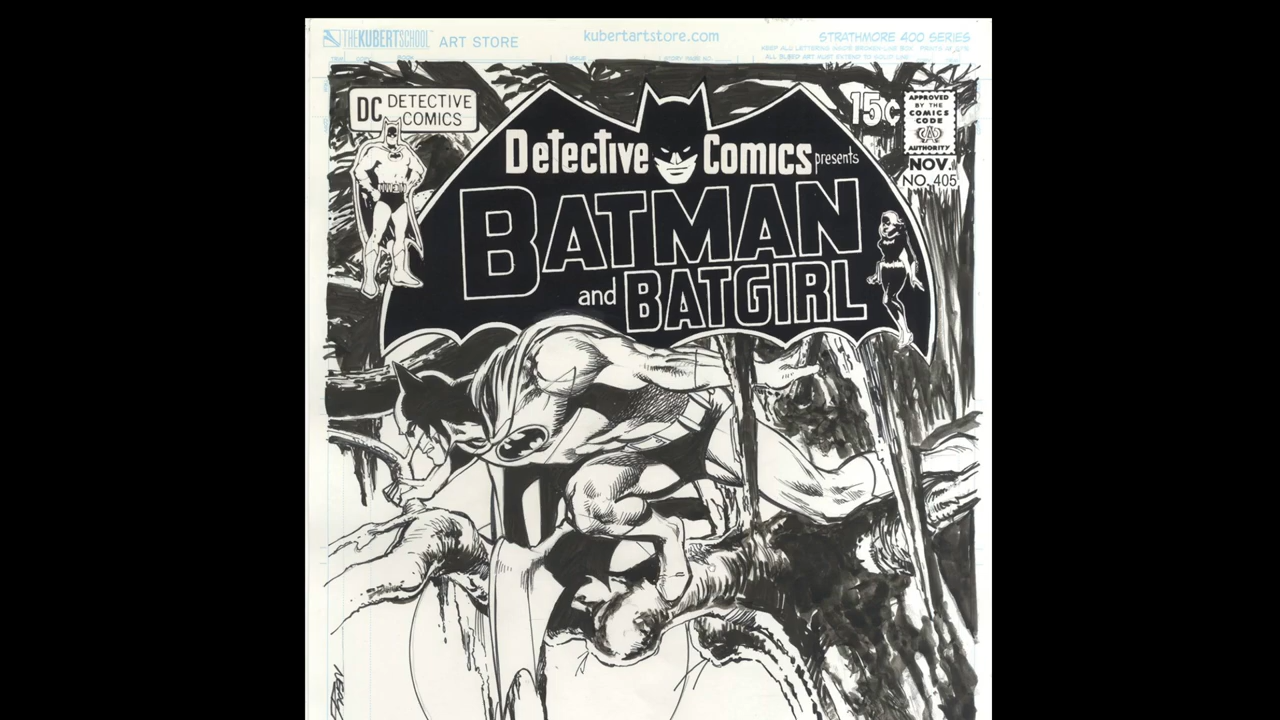 THE KUBERT SCHOOL ART STORE
kubertartstore.com
STRATHMORE 400 SERIES
DC DETECTIVE COMICS
15¢
APPROVED
BY THE
COMICS
CODE
AUTHORITY
NOV.
NO. 405
Detective Comics presents
BATMAN
and BATGIRL